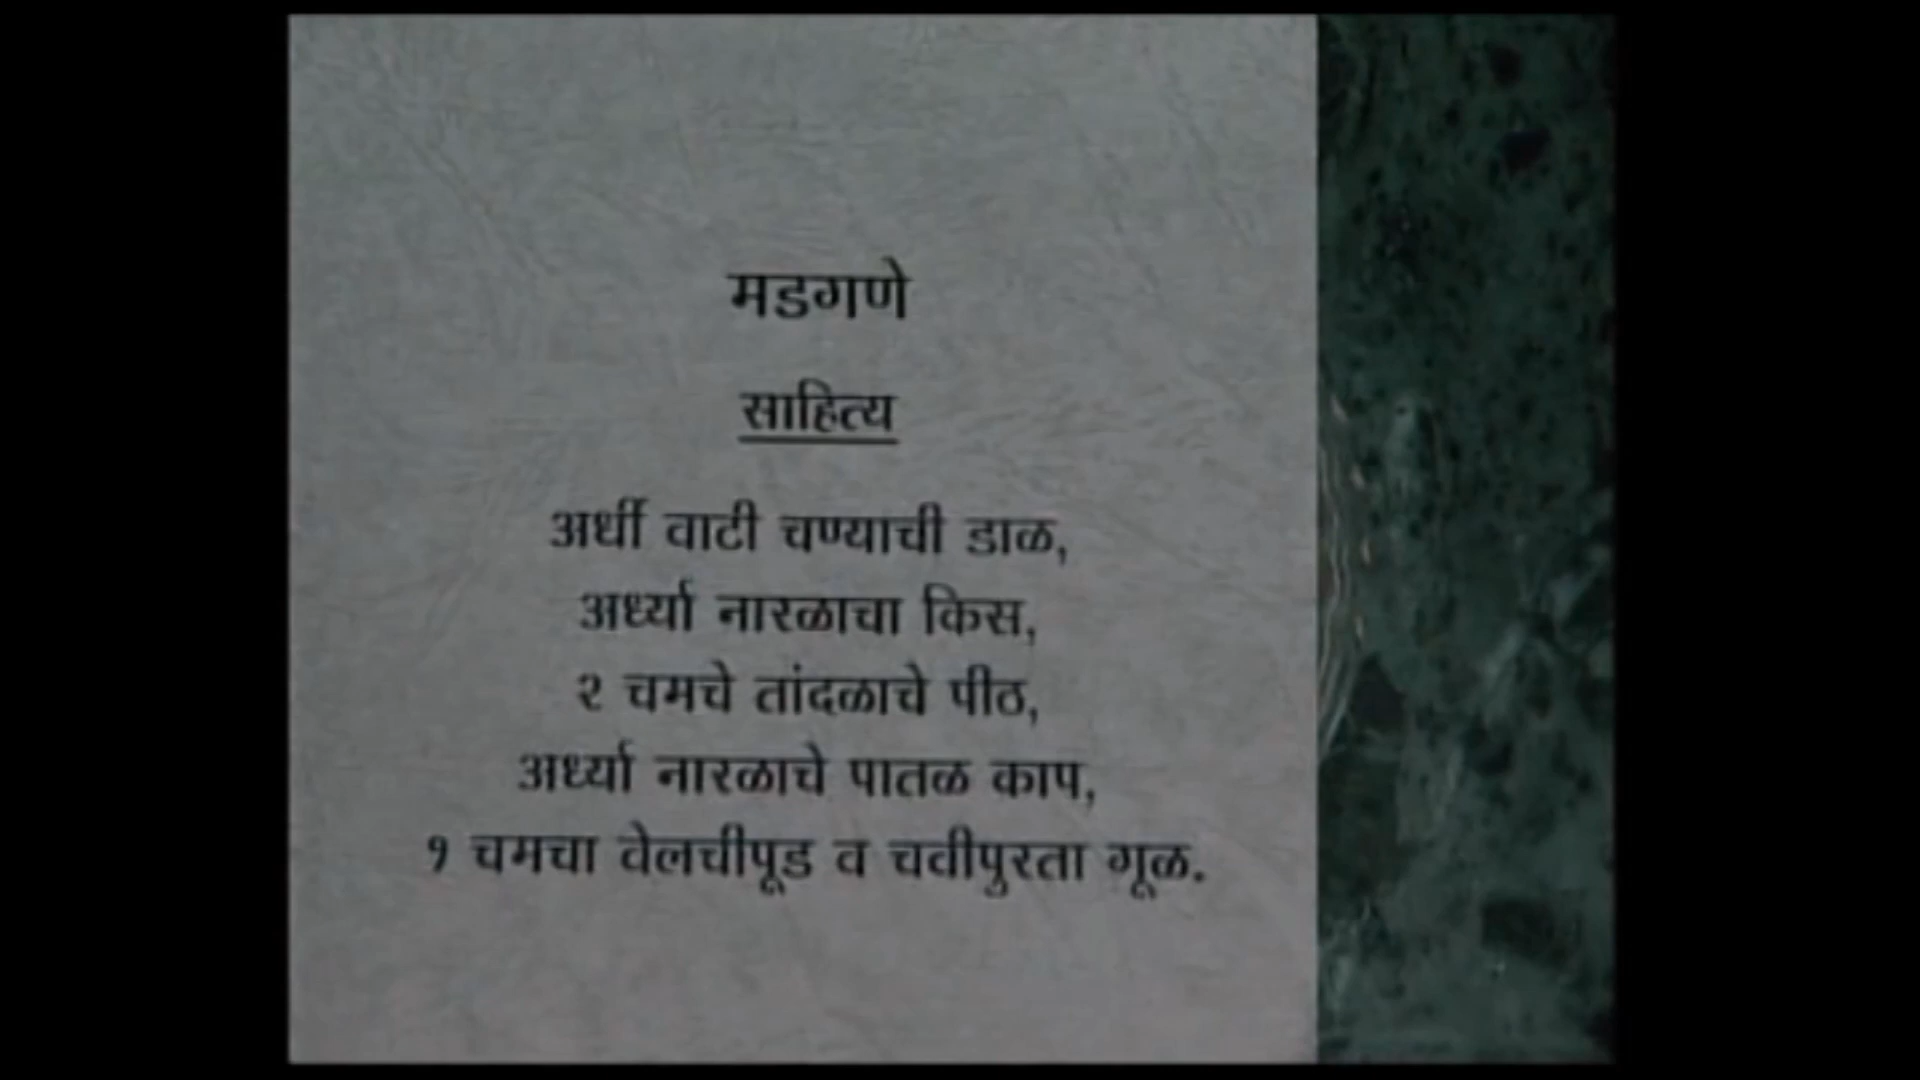 मडगणे
साहित्य
अर्धी वाटी चण्याची डाळ,
अर्ध्या नारळाचा किस,
२ चमचे तांदळाचे पीठ,
अर्ध्या नारळाचे पातळ काप,
१ चमचा वेलचीपूड व चवीपुरता गूळ.